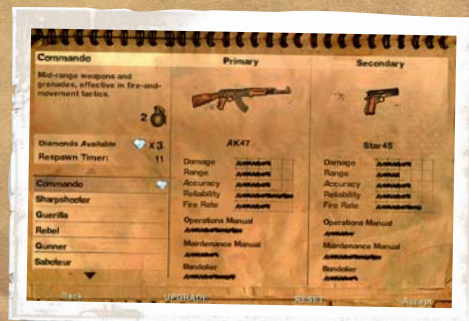 Commando
Mid-range weapons and
grenades, effective in fire-and-
movement tactics.
2
Diamonds Available x 3
Respawn Timer: 11
Commando
Sharpshooter
Guerilla
Rebel
Gunner
Saboteur
Primary
AK47
Damage
Range
Accuracy
Reliability
Fire Rate
Operations Manual
Maintenance Manual
Bandolier
Secondary
Star45
Damage
Range
Accuracy
Reliability
Fire Rate
Operations Manual
Maintenance Manual
Bandolier
Back UPGRADE RESET Accept